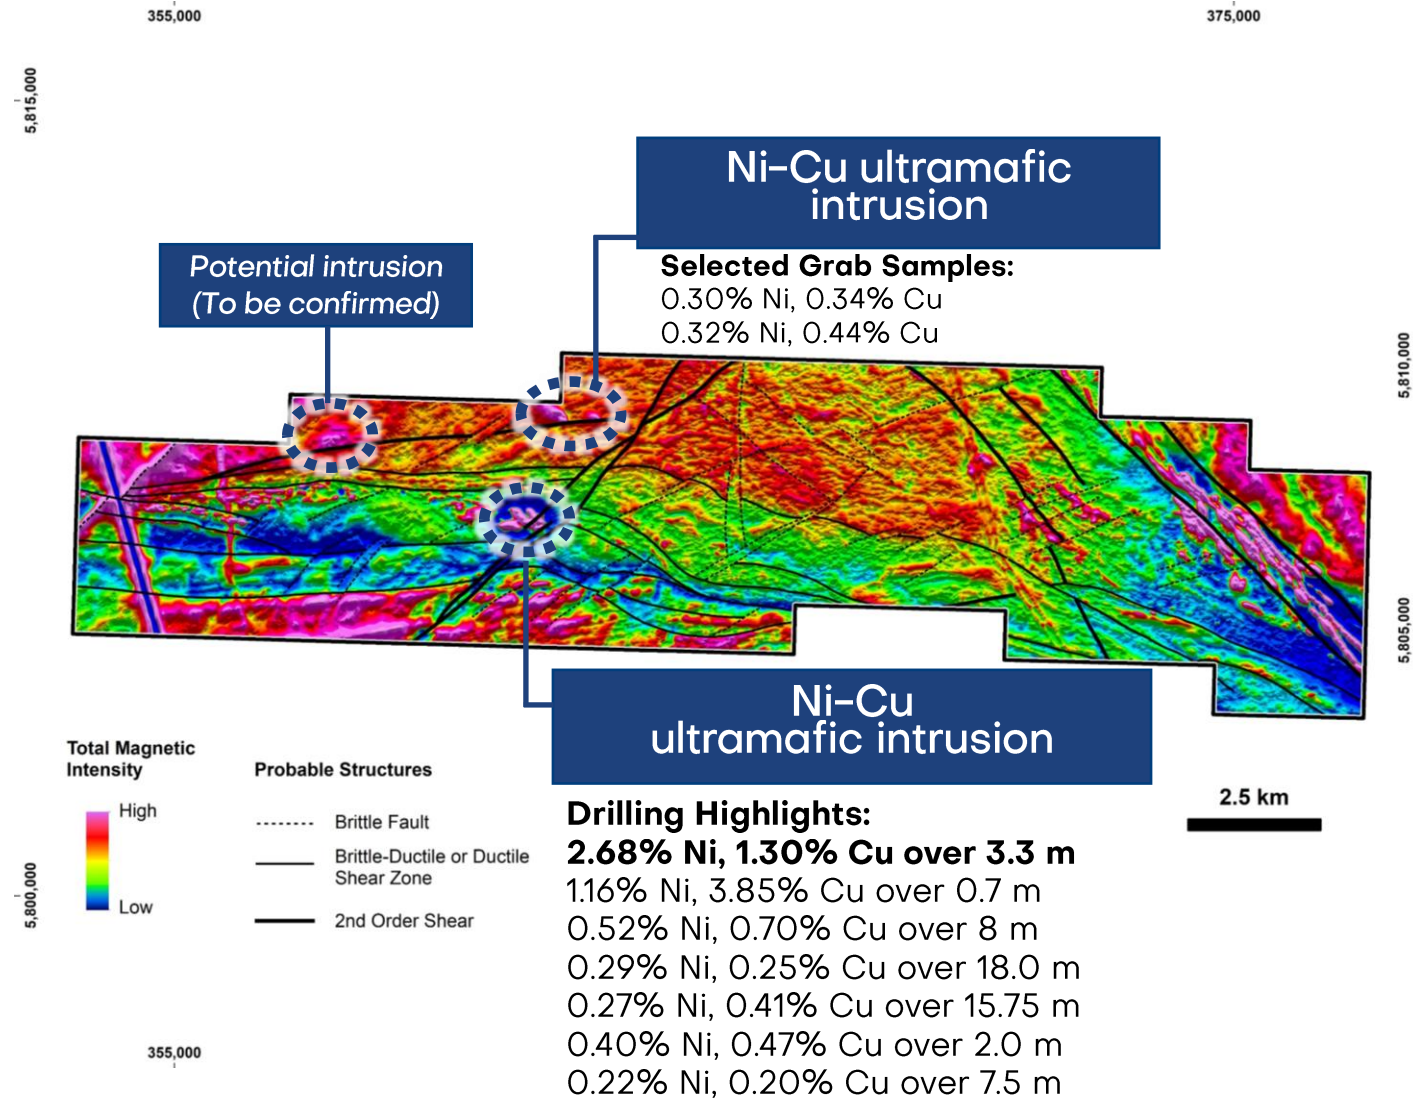 355,000
375,000
5,815,000
Ni-Cu ultramafic
intrusion
Selected Grab Samples:
0.30% Ni, 0.34% Cu
0.32% Ni, 0.44% Cu
Potential intrusion
(To be confirmed)
5,810,000
5,805,000
Ni-Cu
ultramafic intrusion
Drilling Highlights:
2.68% Ni, 1.30% Cu over 3.3 m
1.16% Ni, 3.85% Cu over 0.7 m
0.52% Ni, 0.70% Cu over 8 m
0.29% Ni, 0.25% Cu over 18.0 m
0.27% Ni, 0.41% Cu over 15.75 m
0.40% Ni, 0.47% Cu over 2.0 m
0.22% Ni, 0.20% Cu over 7.5 m
Total Magnetic
Intensity
High
Low
Probable Structures
Brittle Fault
Brittle-Ductile or Ductile
Shear Zone
2nd Order Shear
2.5 km
5,800,000
355,000